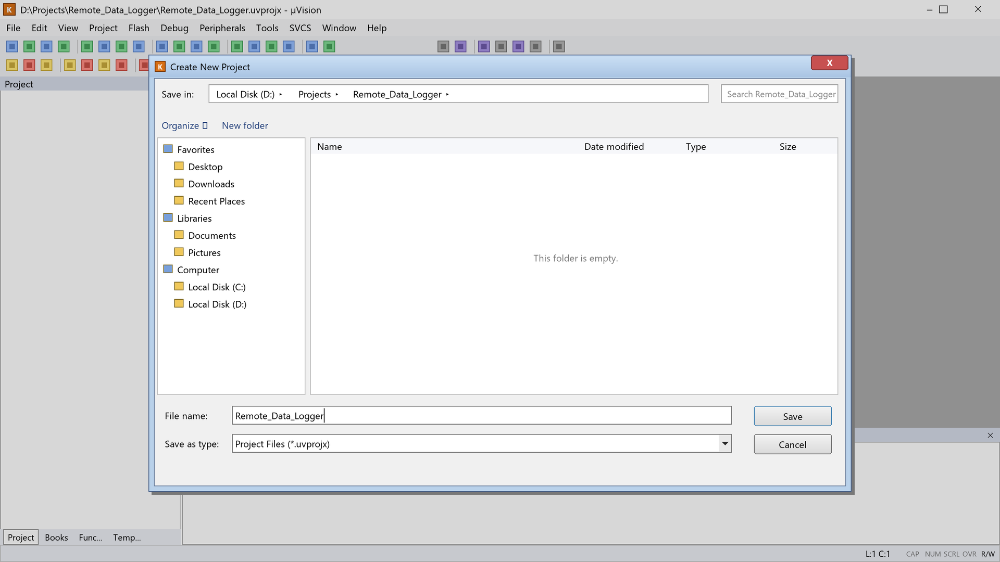 K D:\Projects\Remote_Data_Logger\Remote_Data_Logger.uvprojx - µVision
File Edit View Project Flash Debug Peripherals Tools SVCS Window Help
K Create New Project X
Project
Save in: Local Disk (D:) Projects Remote_Data_Logger Search Remote_Data_Logger
Organize New folder
Name Date modified Type Size
Favorites
Desktop
Downloads
Recent Places
Libraries
Documents
Pictures
Computer
Local Disk (C:)
Local Disk (D:)
This folder is empty.
File name: Remote_Data_Logger Save
Save as type: Project Files (*.uvprojx) Cancel
Project Books Func... Temp...
L:1 C:1 CAP NUM SCRL OVR R/W